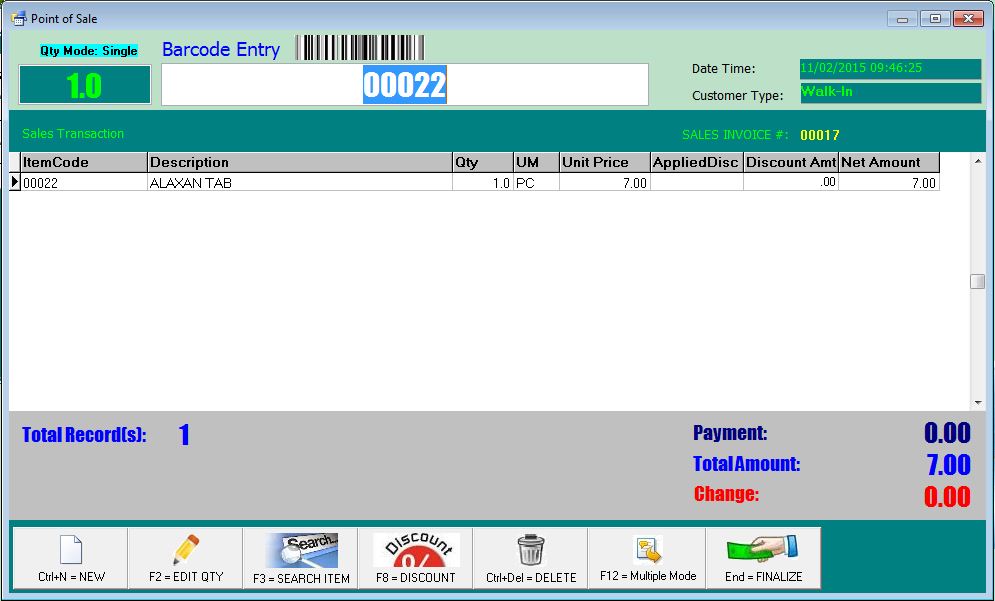 Point of Sale
Qty Mode: Single
Barcode Entry
1.0
00022
Date Time:
11/02/2015 09:46:25
Customer Type:
Walk-In
Sales Transaction
SALES INVOICE #: 00017
ItemCode Description Qty UM Unit Price AppliedDisc Discount Amt Net Amount
00022 ALAXAN TAB 1.0 PC 7.00 .00 7.00
Total Record(s): 1
Payment: 0.00
Total Amount: 7.00
Change: 0.00
Search...
Discount
%
Ctrl+N = NEW
F2 = EDIT QTY
F3 = SEARCH ITEM
F8 = DISCOUNT
Ctrl+Del = DELETE
F12 = Multiple Mode
End = FINALIZE